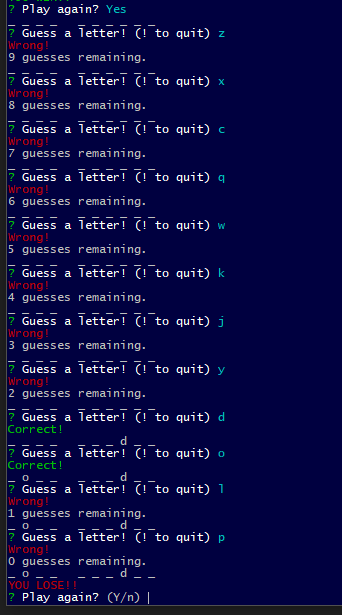 ? Play again? Yes
_ _ _ _   _ _ _ _ _ _
? Guess a letter! (! to quit) z
Wrong!
9 guesses remaining.
_ _ _ _   _ _ _ _ _ _
? Guess a letter! (! to quit) x
Wrong!
8 guesses remaining.
_ _ _ _   _ _ _ _ _ _
? Guess a letter! (! to quit) c
Wrong!
7 guesses remaining.
_ _ _ _   _ _ _ _ _ _
? Guess a letter! (! to quit) q
Wrong!
6 guesses remaining.
_ _ _ _   _ _ _ _ _ _
? Guess a letter! (! to quit) w
Wrong!
5 guesses remaining.
_ _ _ _   _ _ _ _ _ _
? Guess a letter! (! to quit) k
Wrong!
4 guesses remaining.
_ _ _ _   _ _ _ _ _ _
? Guess a letter! (! to quit) j
Wrong!
3 guesses remaining.
_ _ _ _   _ _ _ _ _ _
? Guess a letter! (! to quit) y
Wrong!
2 guesses remaining.
_ _ _ _   _ _ _ _ _ _
? Guess a letter! (! to quit) d
Correct!
_ _ _ _   _ _ _ d _ _
? Guess a letter! (! to quit) o
Correct!
_ o _ _   _ _ _ d _ _
? Guess a letter! (! to quit) l
Wrong!
1 guesses remaining.
_ o _ _   _ _ _ d _ _
? Guess a letter! (! to quit) p
Wrong!
0 guesses remaining.
_ o _ _   _ _ _ d _ _
YOU LOSE!!
? Play again? (Y/n)